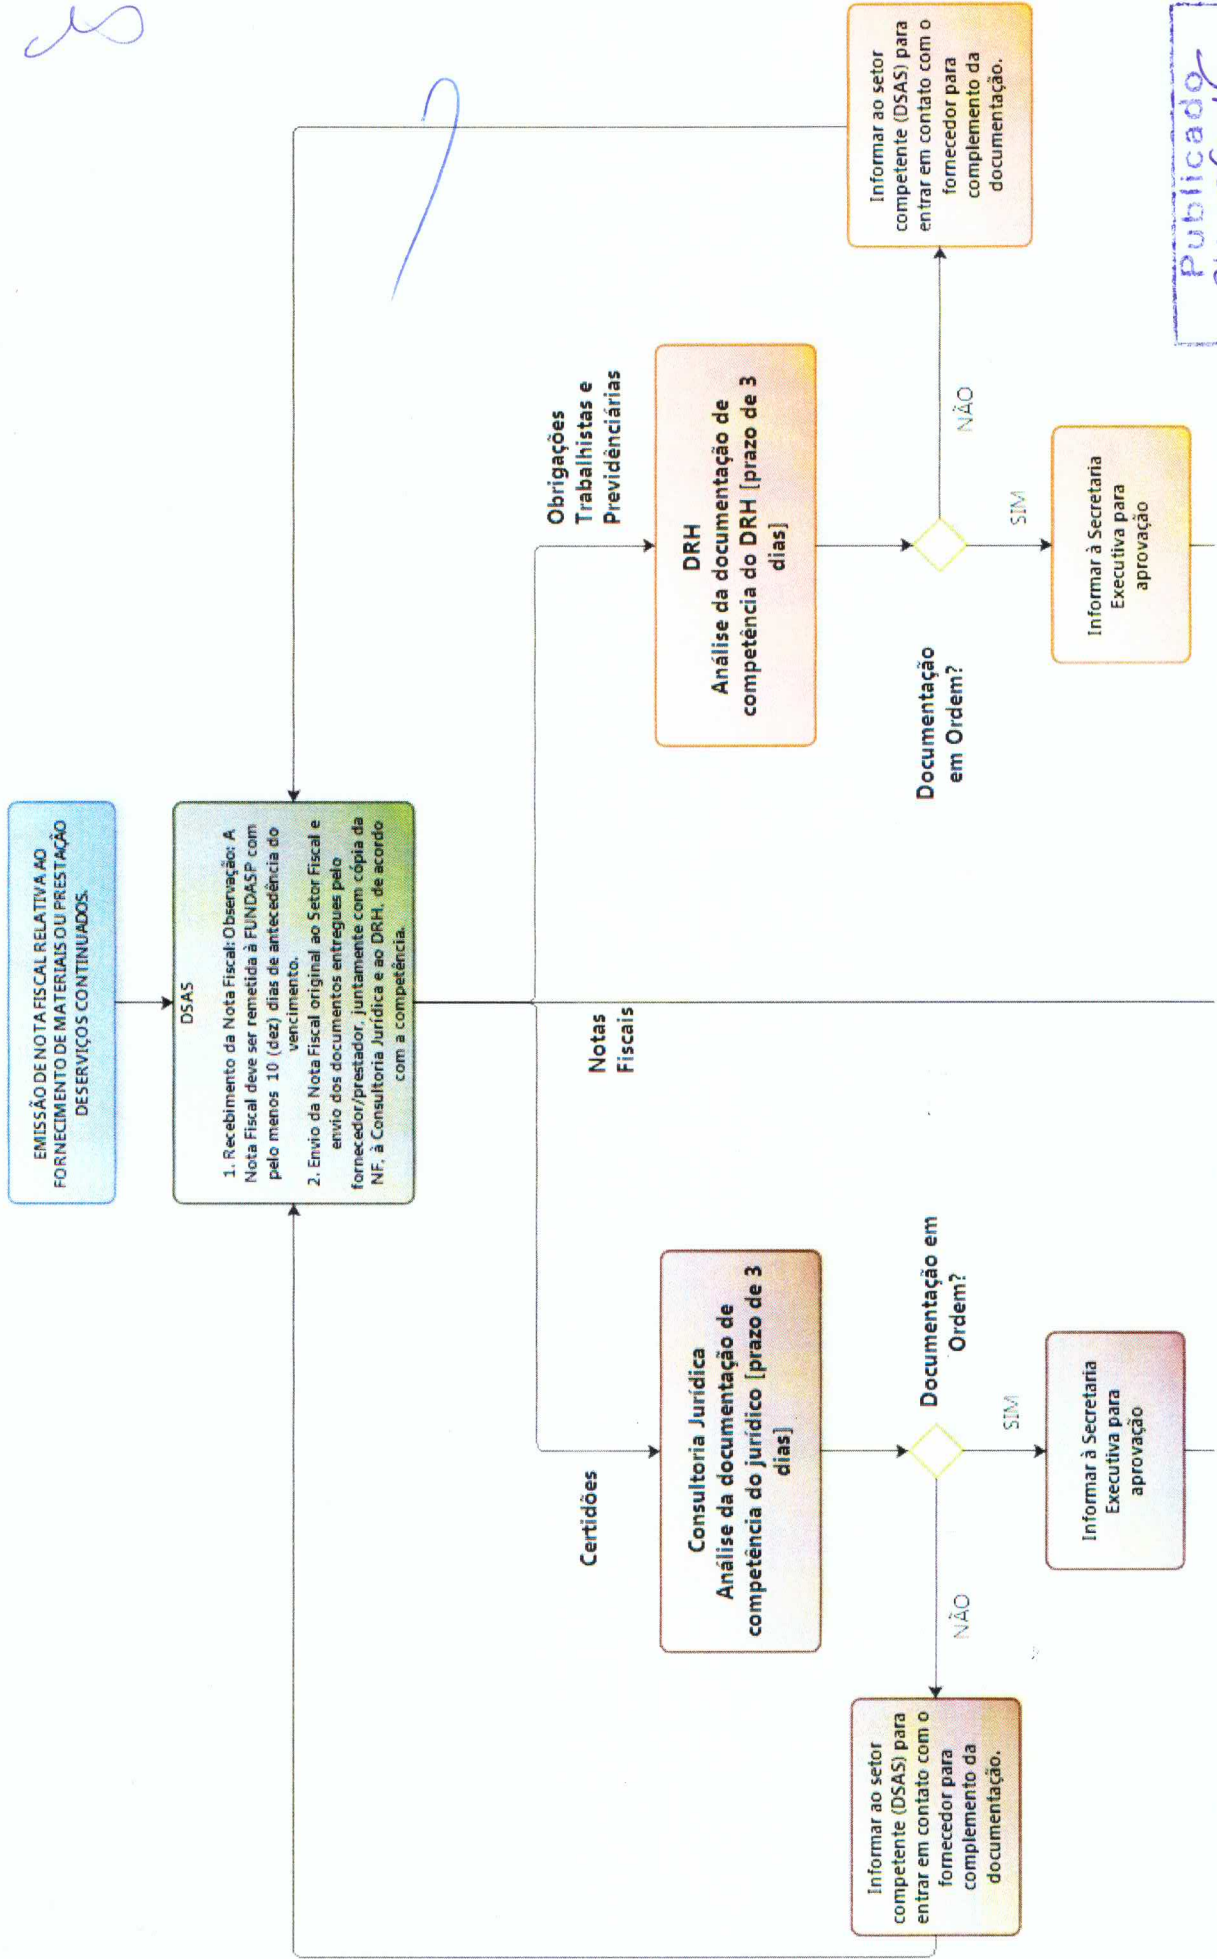 EMISSÃO DE NOTA FISCAL RELATIVA AO
FORNECIMENTO DE MATERIAIS OU PRESTAÇÃO
DESERVIÇOS CONTINUADOS.
DSAS
1. Recebimento da Nota Fiscal: Observação: A
Nota Fiscal deve ser remetida à FUNDASP com
pelo menos 10 (dez) dias de antecedência do
vencimento.
2. Envio da Nota Fiscal original ao Setor Fiscal e
envio dos documentos entregues pelo
fornecedor/prestador, juntamente com cópia da
NF, à Consultoria Jurídica e ao DRH, de acordo
com a competência.
Certidões
Notas
Fiscais
Obrigações
Trabalhistas e
Previdênciárias
Consultoria Jurídica
Análise da documentação de
competência do jurídico [prazo de 3
dias]
DRH
Análise da documentação de
competência do DRH [prazo de 3
dias]
Documentação em
Ordem?
Documentação
em Ordem?
NÃO
SIM
SIM
NÃO
Informar ao setor
competente (DSAS) para
entrar em contato com o
fornecedor para
complemento da
documentação.
Informar à Secretaria
Executiva para
aprovação
Informar à Secretaria
Executiva para
aprovação
Informar ao setor
competente (DSAS) para
entrar em contato com o
fornecedor para
complemento da
documentação.
Publicado